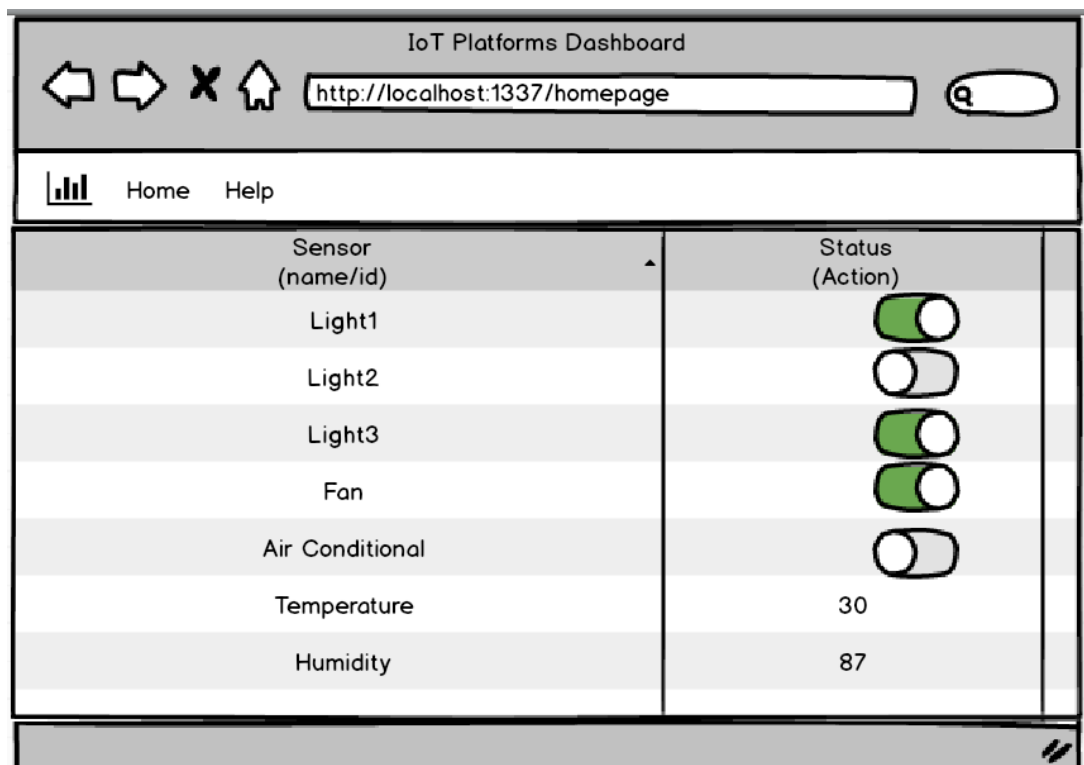 IoT Platforms Dashboard
http://localhost:1337/homepage
Home Help
Sensor
(name/id)
Status
(Action)
Light1
Light2
Light3
Fan
Air Conditional
Temperature 30
Humidity 87